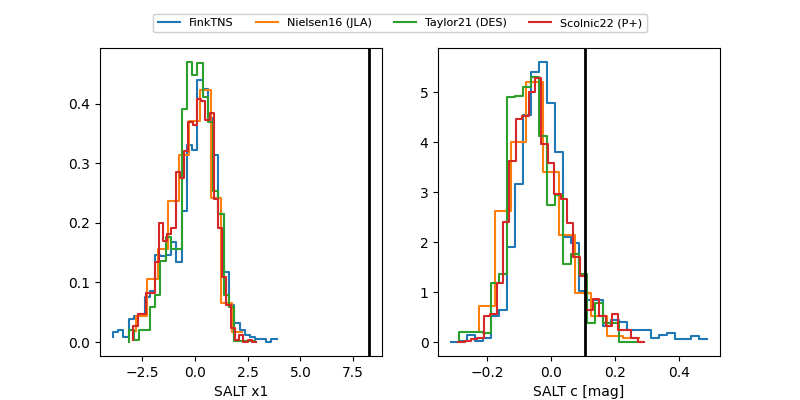 FinkTNS Nielsen16 (JLA) Taylor21 (DES) Scolnic22 (P+)
0.4
0.3
0.2
0.1
0.0
−2.5 0.0 2.5 5.0 7.5
SALT x1
5
4
3
2
1
0
−0.2 0.0 0.2 0.4
SALT c [mag]